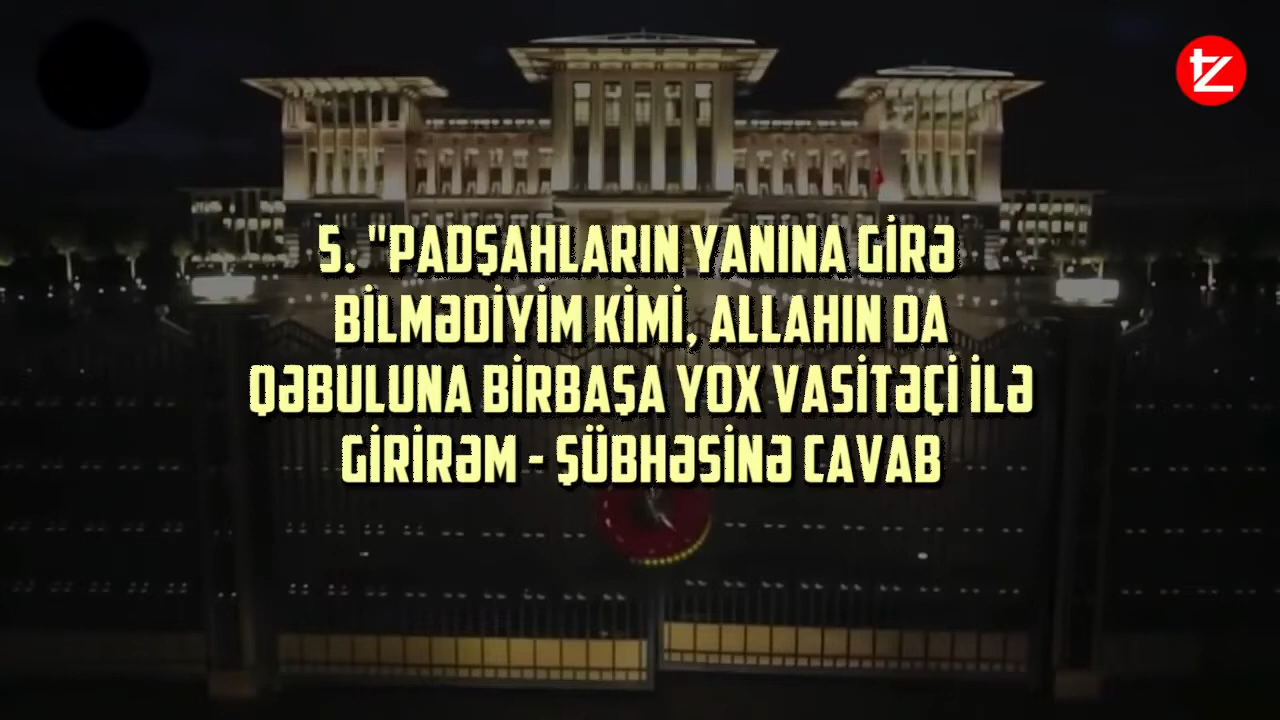 tz
5. "PADŞAHLARIN YANINA GİRƏ
BİLMƏDİYİM KİMİ, ALLAHIN DA
QƏBULUNA BİRBAŞA YOX VASİTƏÇİ İLƏ
GİRİRƏM - ŞÜBHƏSİNƏ CAVAB